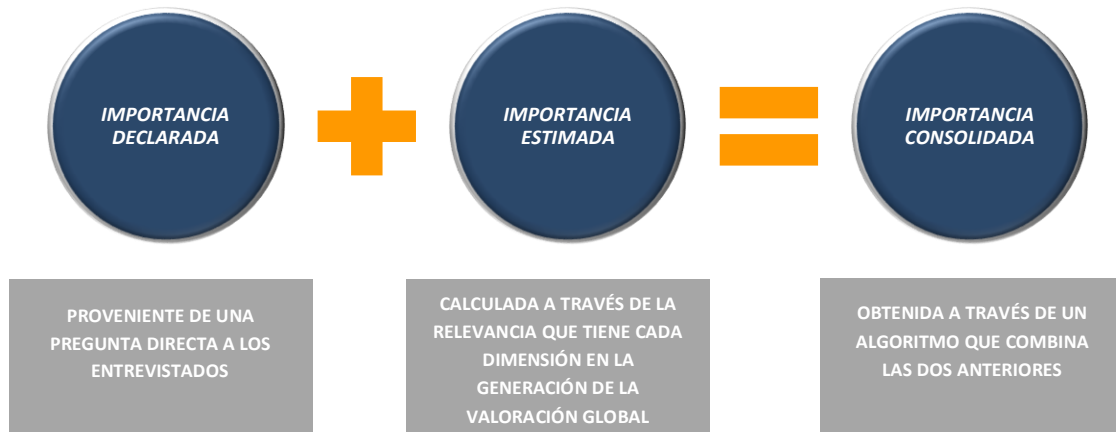 IMPORTANCIA
DECLARADA
IMPORTANCIA
ESTIMADA
IMPORTANCIA
CONSOLIDADA
PROVENIENTE DE UNA
PREGUNTA DIRECTA A LOS
ENTREVISTADOS
CALCULADA A TRAVÉS DE LA
RELEVANCIA QUE TIENE CADA
DIMENSIÓN EN LA
GENERACIÓN DE LA
VALORACIÓN GLOBAL
OBTENIDA A TRAVÉS DE UN
ALGORITMO QUE COMBINA
LAS DOS ANTERIORES